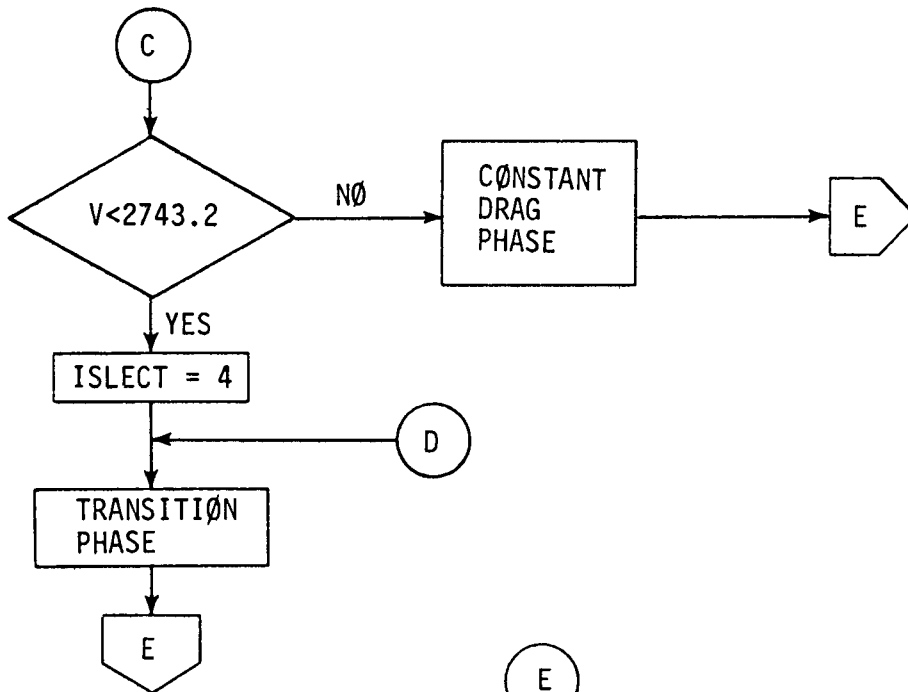 C
V<2743.2
NØ
CØNSTANT
DRAG
PHASE
E
YES
ISLECT = 4
D
TRANSITIØN
PHASE
E
E